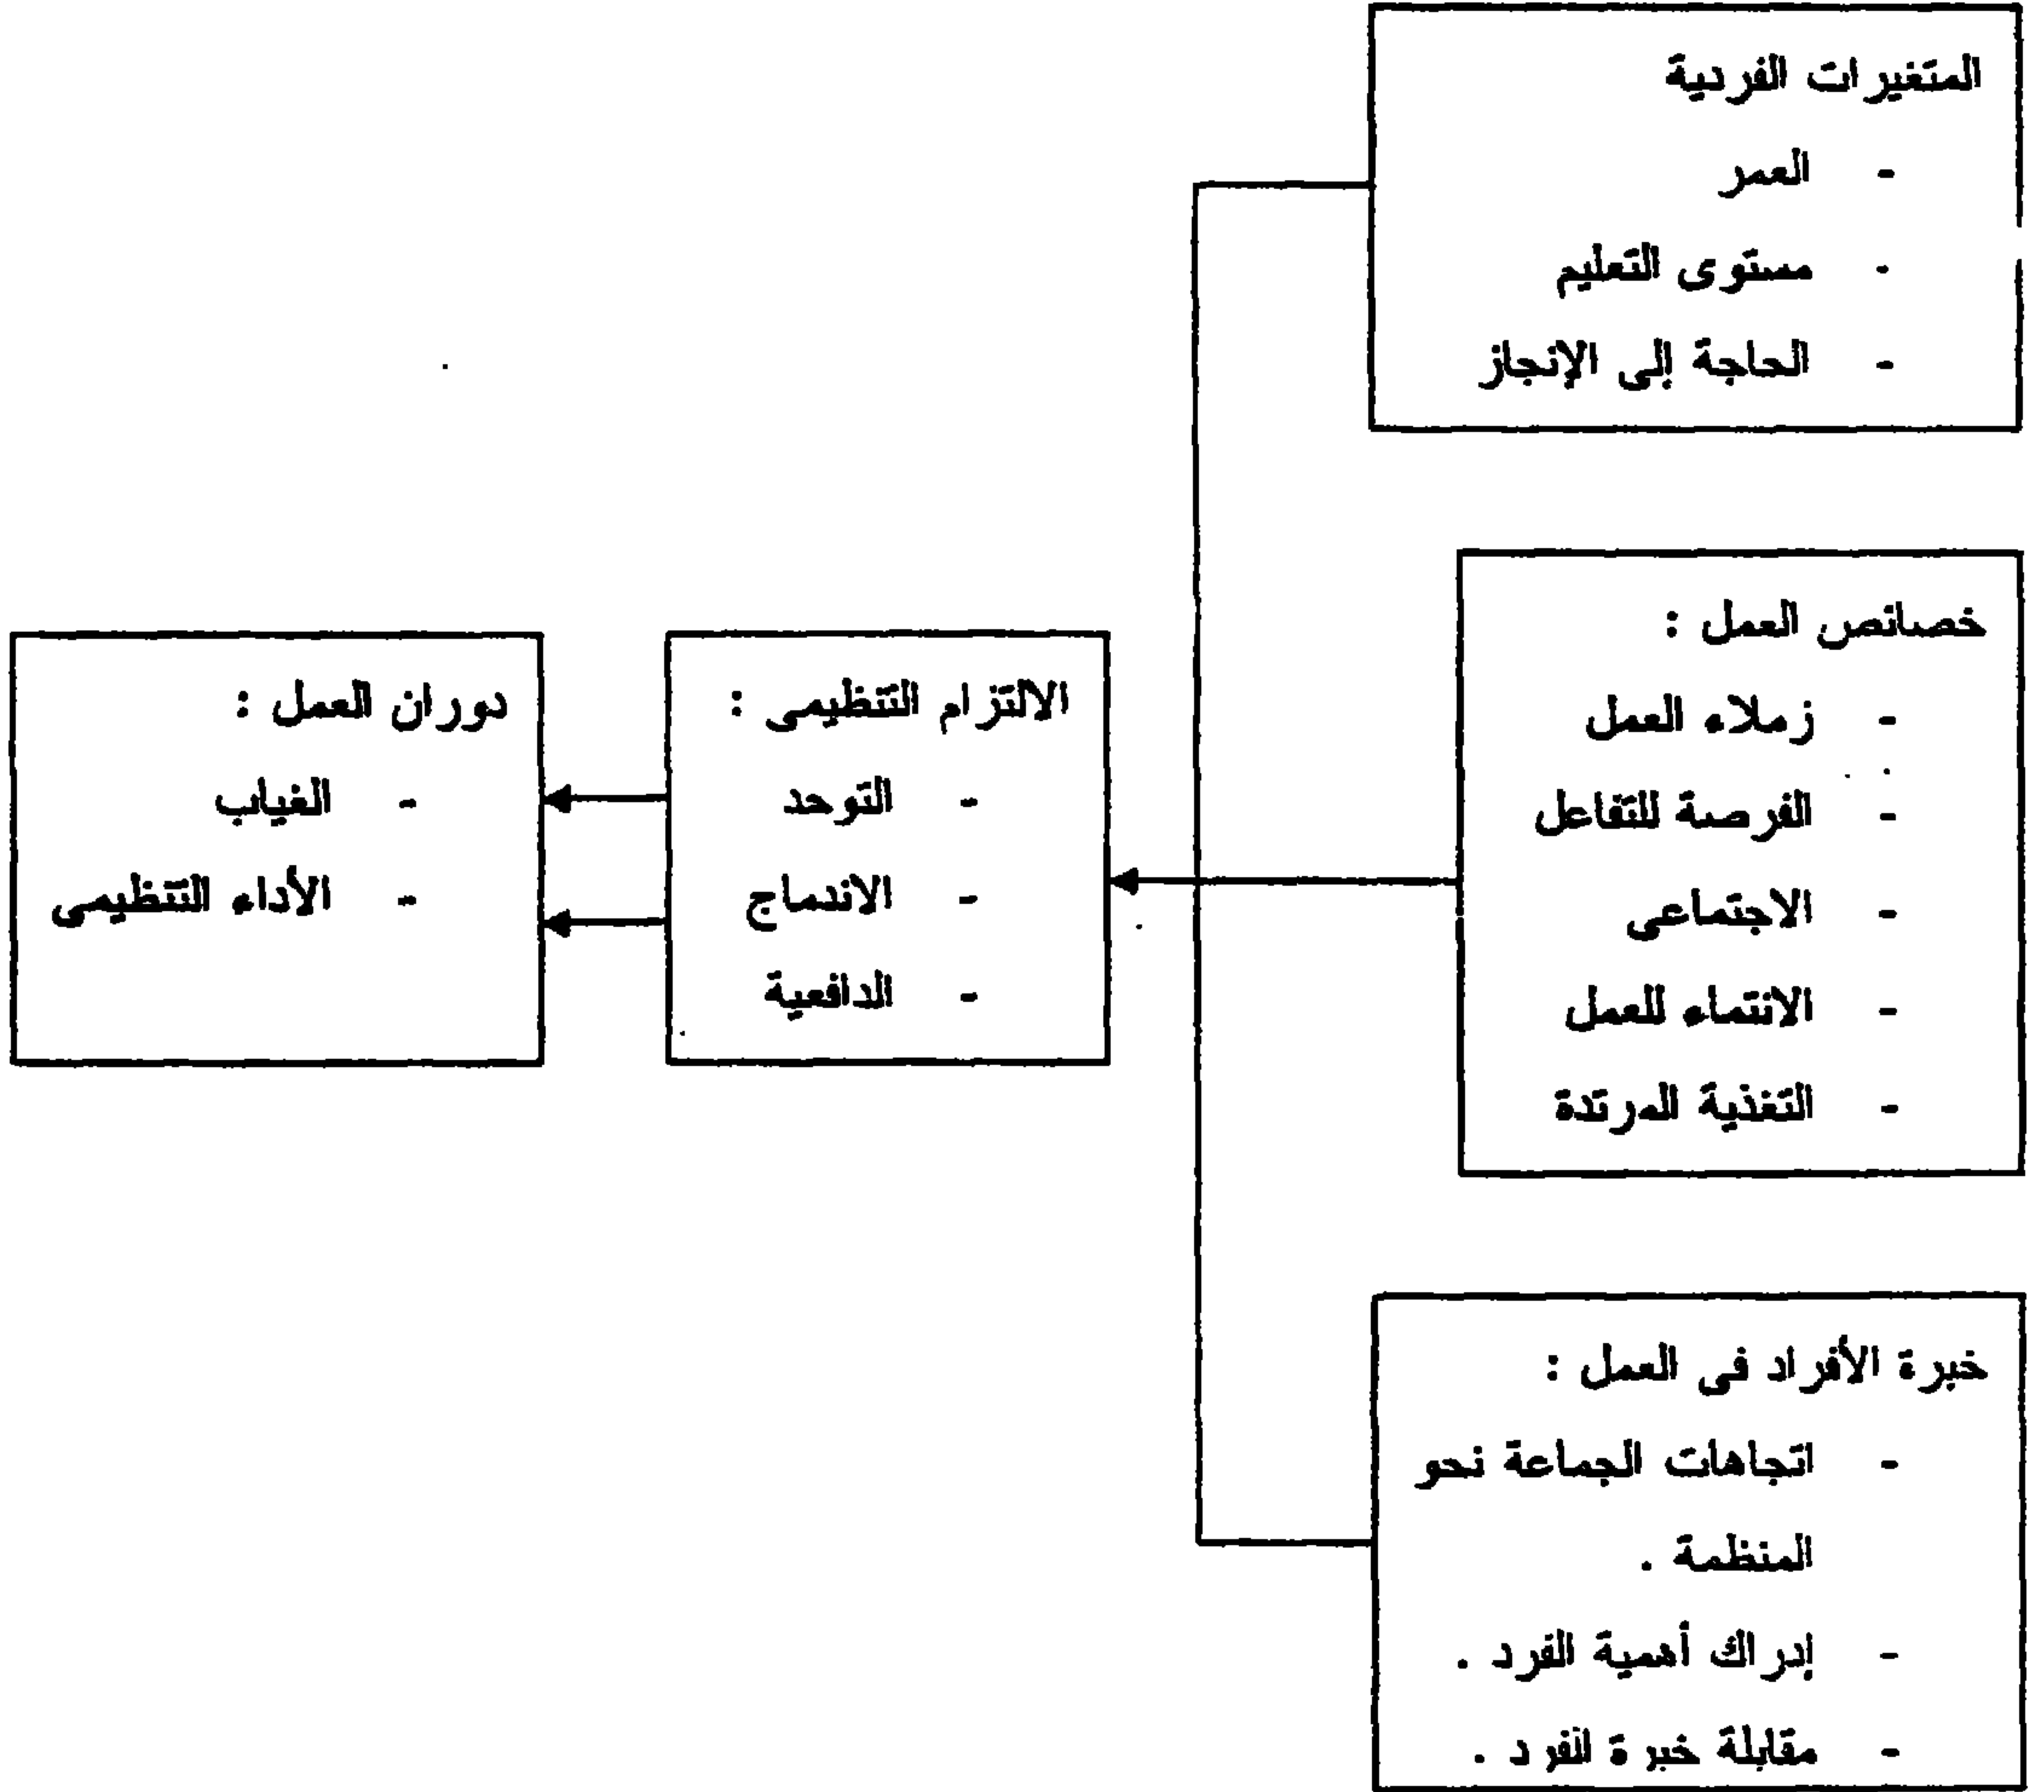 المتغيرات الفردية
- العمر
- مستوى التعليم
- الحاجة إلى الإنجاز
خصائص العمل :
- زملاء العمل
- الفرصة للتفاعل
- الاجتماعى
- الانتماء للعمل
- التغذية المرتدة
خبرة الأفراد فى العمل :
- اتجاهات الجماعة نحو
المنظمة .
- إدراك أهمية الفرد .
- مقابلة خبرة الفرد .
الالتزام التنظيمى :
- التوحد
- الاندماج
- الدافعية
دوران العمل :
- الغياب
- الأداء التنظيمى